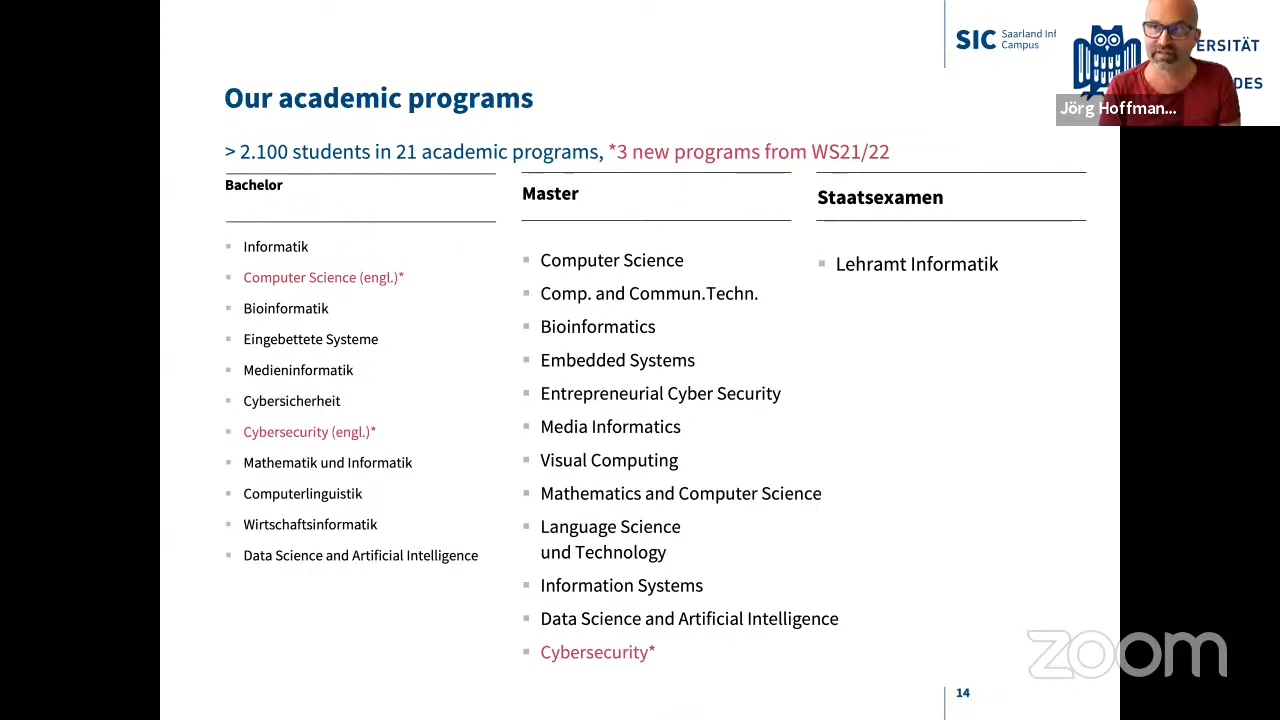 SIC Saarland Inf
Campus
ERSITÄT
DES
Jörg Hoffman...
Our academic programs
> 2.100 students in 21 academic programs, *3 new programs from WS21/22
Bachelor
Informatik
Computer Science (engl.)*
Bioinformatik
Eingebettete Systeme
Medieninformatik
Cybersicherheit
Cybersecurity (engl.)*
Mathematik und Informatik
Computerlinguistik
Wirtschaftsinformatik
Data Science and Artificial Intelligence
Master
Computer Science
Comp. and Commun.Techn.
Bioinformatics
Embedded Systems
Entrepreneurial Cyber Security
Media Informatics
Visual Computing
Mathematics and Computer Science
Language Science
und Technology
Information Systems
Data Science and Artificial Intelligence
Cybersecurity*
Staatsexamen
Lehramt Informatik
zoom
14